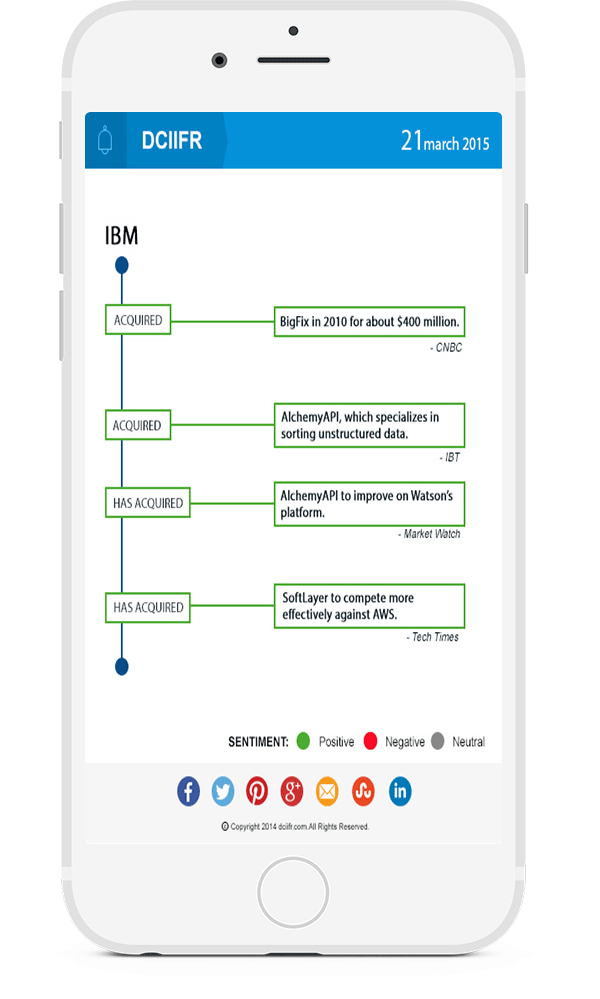 DCIIFR
21 march 2015
IBM
ACQUIRED
BigFix in 2010 for about $400 million.
- CNBC
ACQUIRED
AlchemyAPI, which specializes in
sorting unstructured data.
- IBT
HAS ACQUIRED
AlchemyAPI to improve on Watson's
platform.
- Market Watch
HAS ACQUIRED
SoftLayer to compete more
effectively against AWS.
- Tech Times
SENTIMENT: Positive Negative Neutral
© Copyright 2014 dciifr.com.All Rights Reserved.